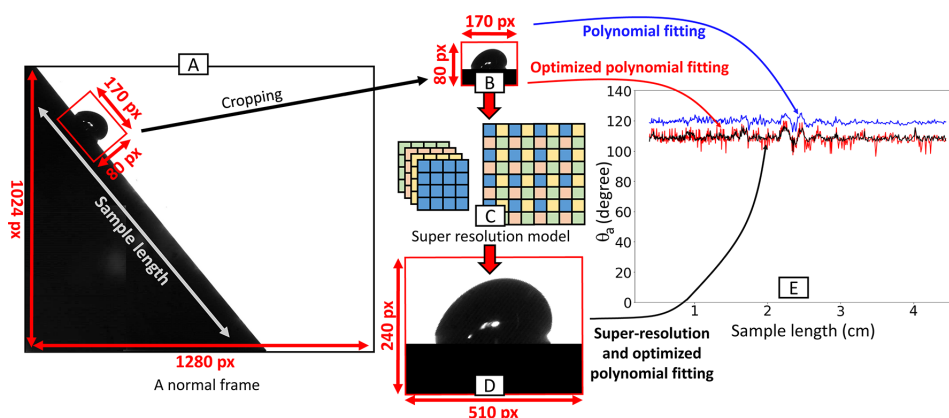 A
1024 px
1280 px
170 px
80 px
Sample length
A normal frame
Cropping
170 px
80 px
B
C
Super resolution model
240 px
D
510 px
Polynomial fitting
Optimized polynomial fitting
Super-resolution
and optimized
polynomial fitting
θa (degree)
140
120
100
80
60
40
20
0
E
1 2 3 4
Sample length (cm)